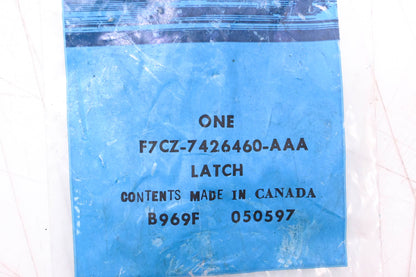 ONE
F7CZ-7426460-AAA
LATCH
CONTENTS MADE IN CANADA
B969F 050597